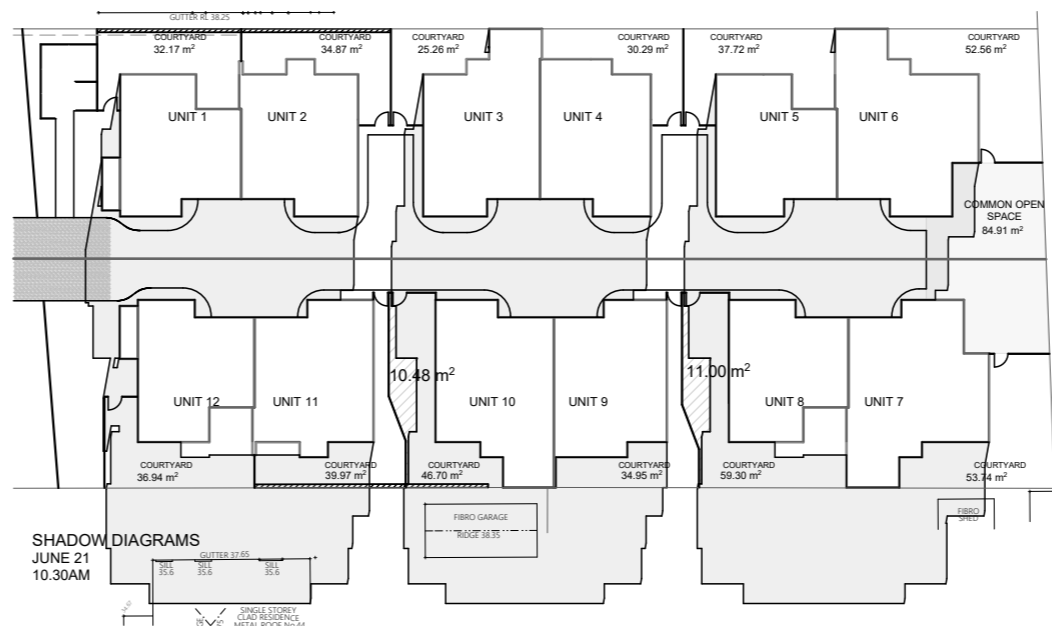 GUTTER RL 38.25
COURTYARD
32.17 m²
COURTYARD
34.87 m²
COURTYARD
25.26 m²
COURTYARD
30.29 m²
COURTYARD
37.72 m²
COURTYARD
52.56 m²
UNIT 1
UNIT 2
UNIT 3
UNIT 4
UNIT 5
UNIT 6
COMMON OPEN
SPACE
84.91 m²
10.48 m²
11.00 m²
UNIT 12
UNIT 11
UNIT 10
UNIT 9
UNIT 8
UNIT 7
COURTYARD
36.94 m²
COURTYARD
39.97 m²
COURTYARD
46.70 m²
COURTYARD
34.95 m²
COURTYARD
59.30 m²
COURTYARD
53.74 m²
FIBRO GARAGE
RIDGE 38.35
FIBRO
SHED
SHADOW DIAGRAMS
JUNE 21
10.30AM
GUTTER 37.65
SILL
35.6
SILL
35.6
SILL
35.6
SINGLE STOREY
CLAD RESIDENCE
METAL ROOF No.44